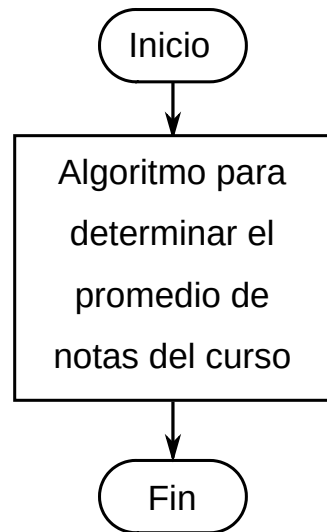 Inicio
Algoritmo para
determinar el
promedio de
notas del curso
Fin